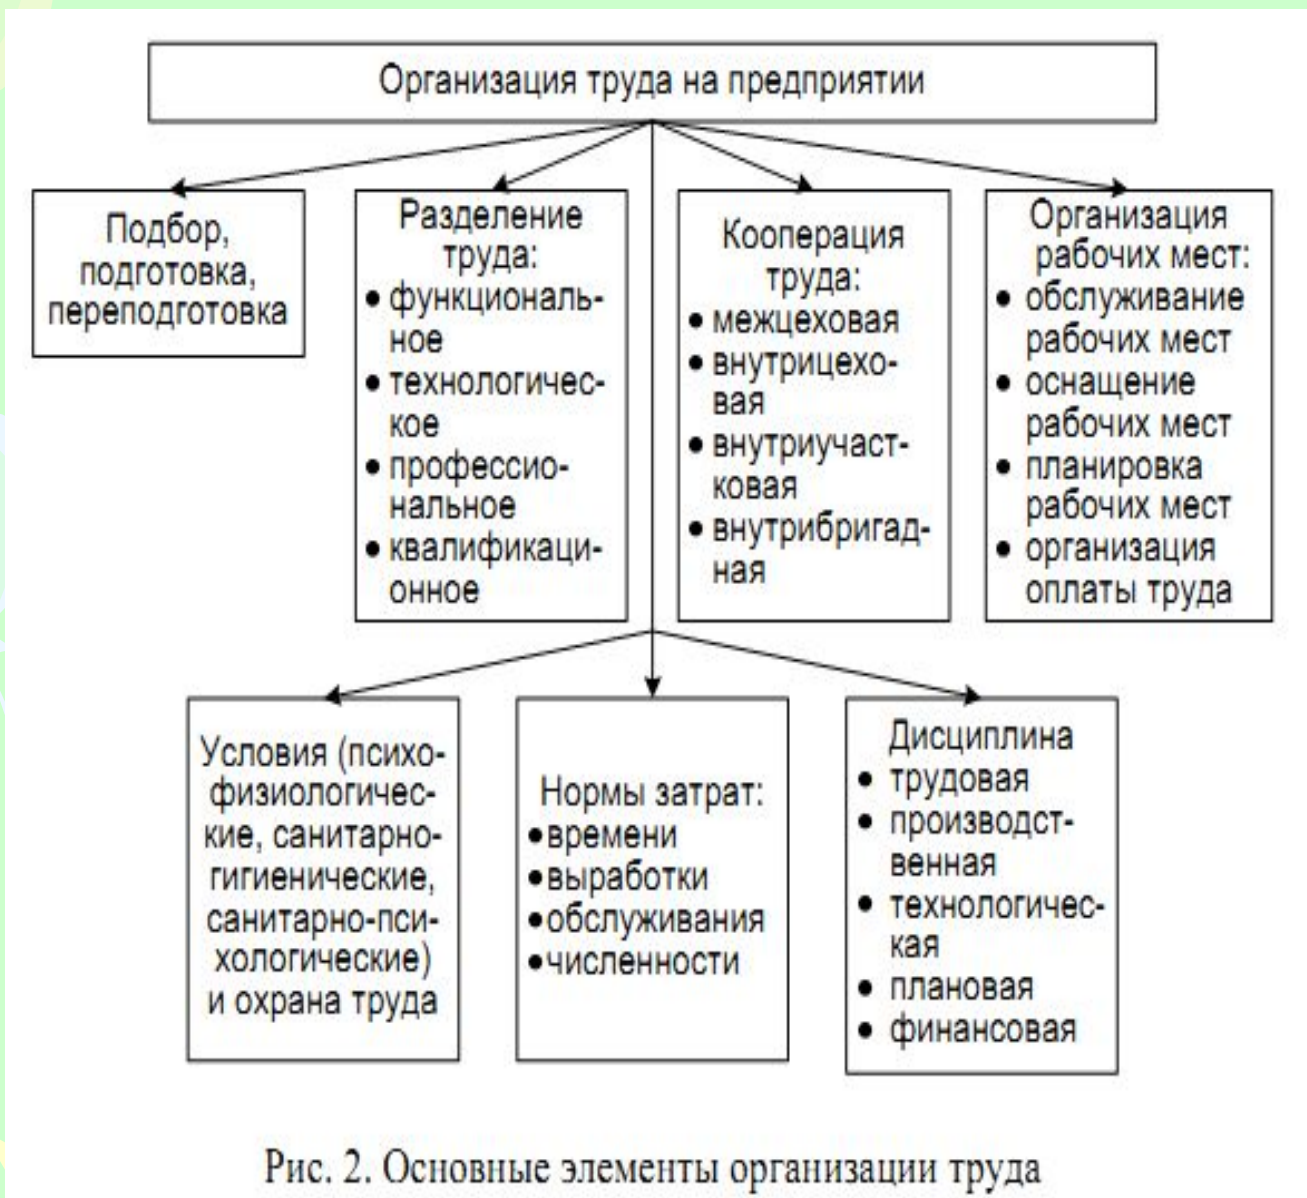 Организация труда на предприятии
Подбор,
подготовка,
переподготовка
Разделение
труда:
• функциональ-
ное
• технологичес-
кое
• профессио-
нальное
• квалификаци-
онное
Кооперация
труда:
• межцеховая
• внутрицехо-
вая
• внутриучаст-
ковая
• внутрибригад-
ная
Организация
рабочих мест:
• обслуживание
рабочих мест
• оснащение
рабочих мест
• планировка
рабочих мест
• организация
оплаты труда
Условия (психо-
физиологичес-
кие, санитарно-
гигиенические,
санитарно-пси-
хологические)
и охрана труда
Нормы затрат:
• времени
• выработки
• обслуживания
• численности
Дисциплина
• трудовая
• производст-
венная
• технологичес-
кая
• плановая
• финансовая
Рис. 2. Основные элементы организации труда